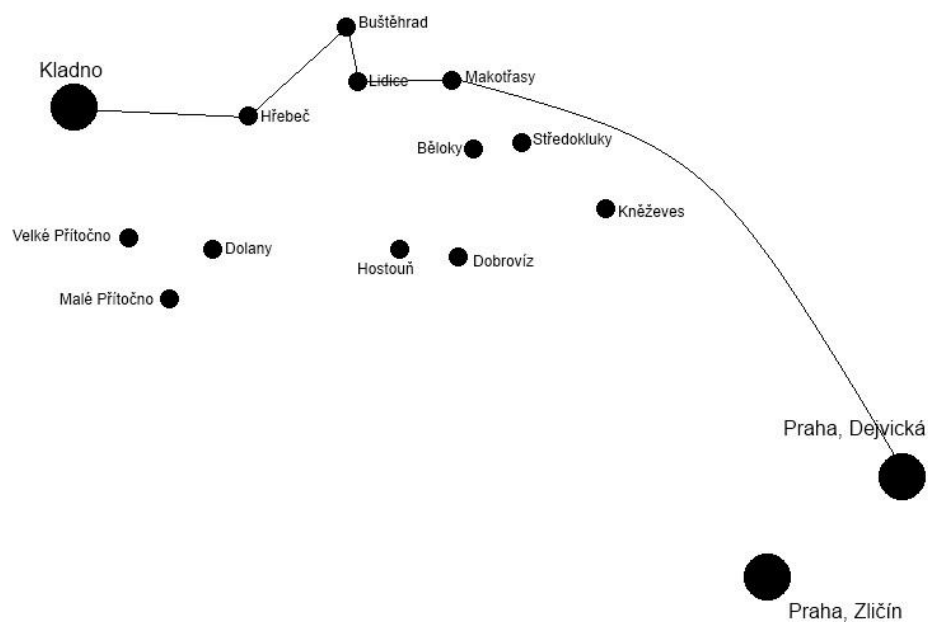 Buštěhrad
Kladno
Lidice
Makotřasy
Hřebeč
Běloky
Středokluky
Kněževes
Velké Přítočno
Dolany
Hostouň
Dobrovíz
Malé Přítočno
Praha, Dejvická
Praha, Zličín